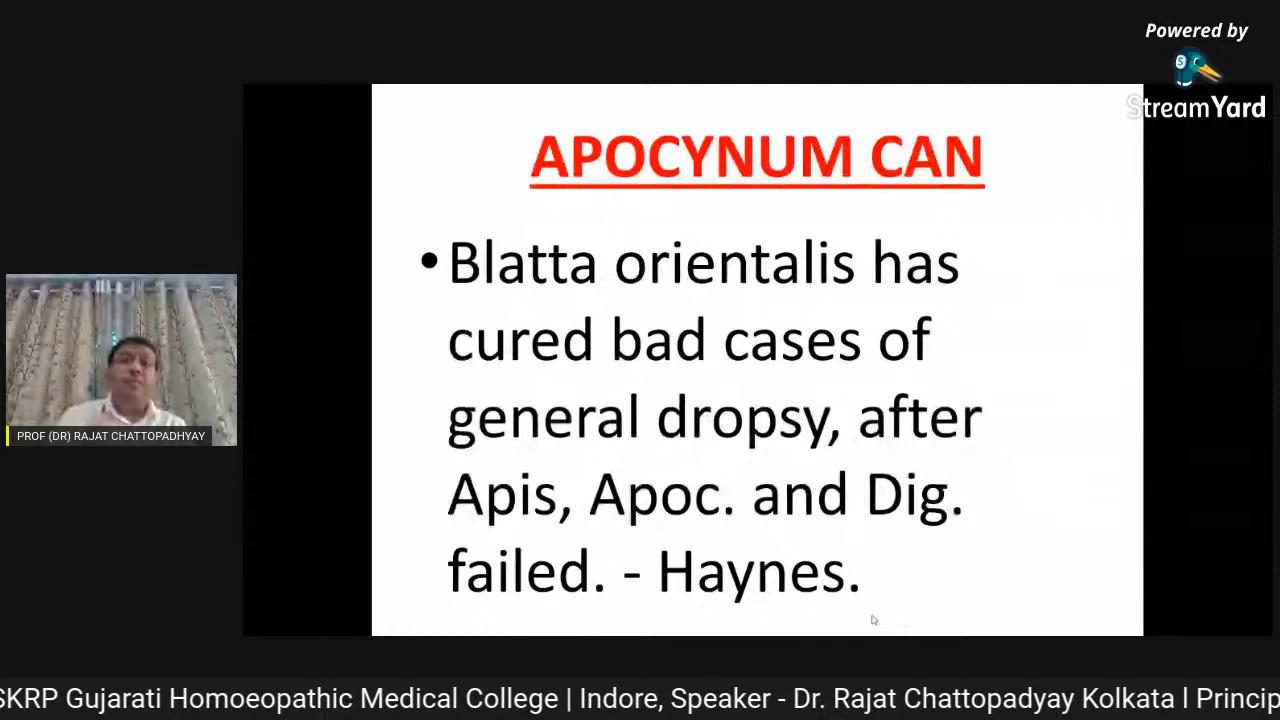 Powered by
StreamYard
APOCYNUM CAN
•Blatta orientalis has
cured bad cases of
general dropsy, after
Apis, Apoc. and Dig.
failed. - Haynes.
PROF (DR) RAJAT CHATTOPADHYAY
SKRP Gujarati Homoeopathic Medical College | Indore, Speaker - Dr. Rajat Chattopadyay Kolkata l Princip